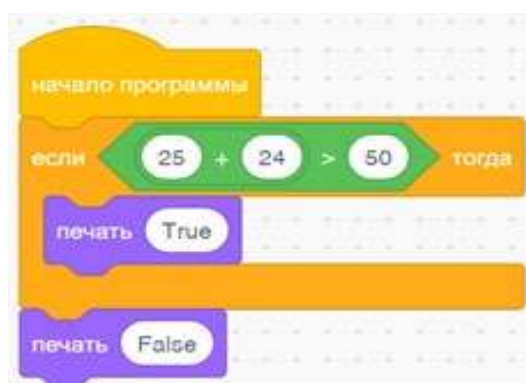 начало программы
если 25 + 24 > 50 тогда
печать True
печать False